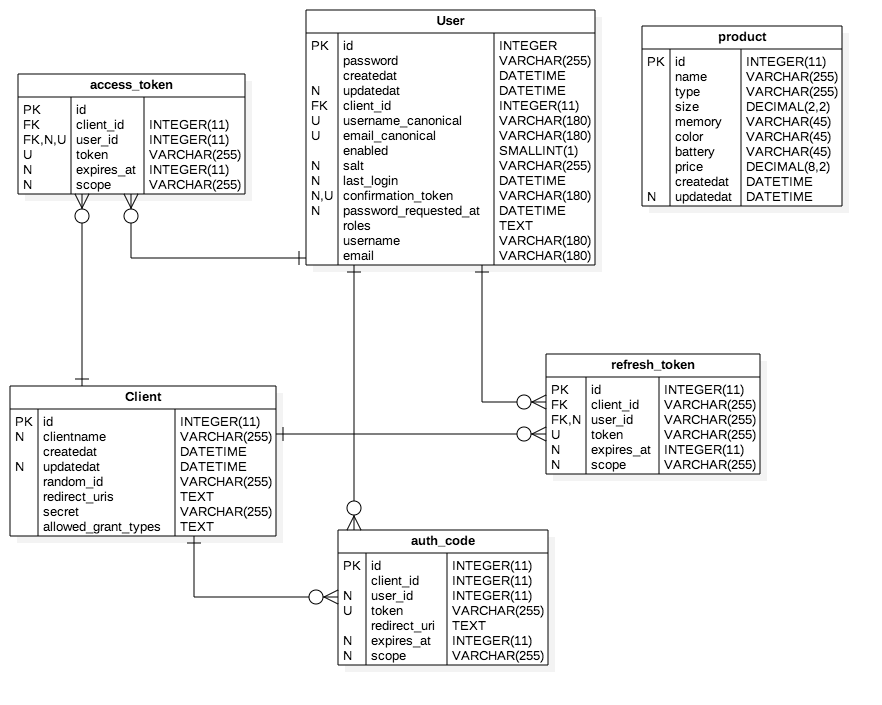 User
PK id INTEGER
password VARCHAR(255)
createdat DATETIME
N updatedat DATETIME
FK client_id INTEGER(11)
U username_canonical VARCHAR(180)
U email_canonical VARCHAR(180)
enabled SMALLINT(1)
N salt VARCHAR(255)
N last_login DATETIME
N,U confirmation_token VARCHAR(180)
N password_requested_at DATETIME
roles TEXT
username VARCHAR(180)
email VARCHAR(180)
product
PK id INTEGER(11)
name VARCHAR(255)
type VARCHAR(255)
size DECIMAL(2,2)
memory VARCHAR(45)
color VARCHAR(45)
battery VARCHAR(45)
price DECIMAL(8,2)
createdat DATETIME
N updatedat DATETIME
access_token
PK id
FK client_id INTEGER(11)
FK,N,U user_id INTEGER(11)
U token VARCHAR(255)
N expires_at INTEGER(11)
N scope VARCHAR(255)
refresh_token
PK id INTEGER(11)
FK client_id VARCHAR(255)
FK,N user_id VARCHAR(255)
U token VARCHAR(255)
N expires_at INTEGER(11)
N scope VARCHAR(255)
Client
PK id INTEGER(11)
N clientname VARCHAR(255)
createdat DATETIME
N updatedat DATETIME
random_id VARCHAR(255)
redirect_uris TEXT
secret VARCHAR(255)
allowed_grant_types TEXT
auth_code
PK id INTEGER(11)
client_id INTEGER(11)
N user_id INTEGER(11)
U token VARCHAR(255)
redirect_uri TEXT
N expires_at INTEGER(11)
N scope VARCHAR(255)